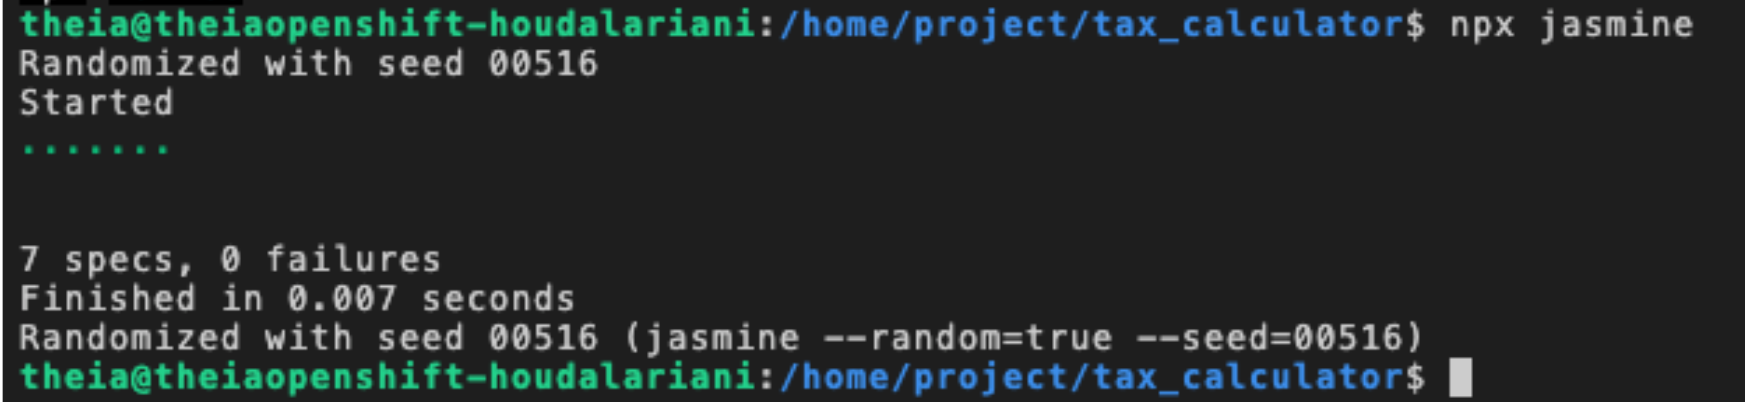 theia@theiaopenshift-houdalariani:/home/project/tax_calculator$ npx jasmine
Randomized with seed 00516
Started
.......
7 specs, 0 failures
Finished in 0.007 seconds
Randomized with seed 00516 (jasmine --random=true --seed=00516)
theia@theiaopenshift-houdalariani:/home/project/tax_calculator$